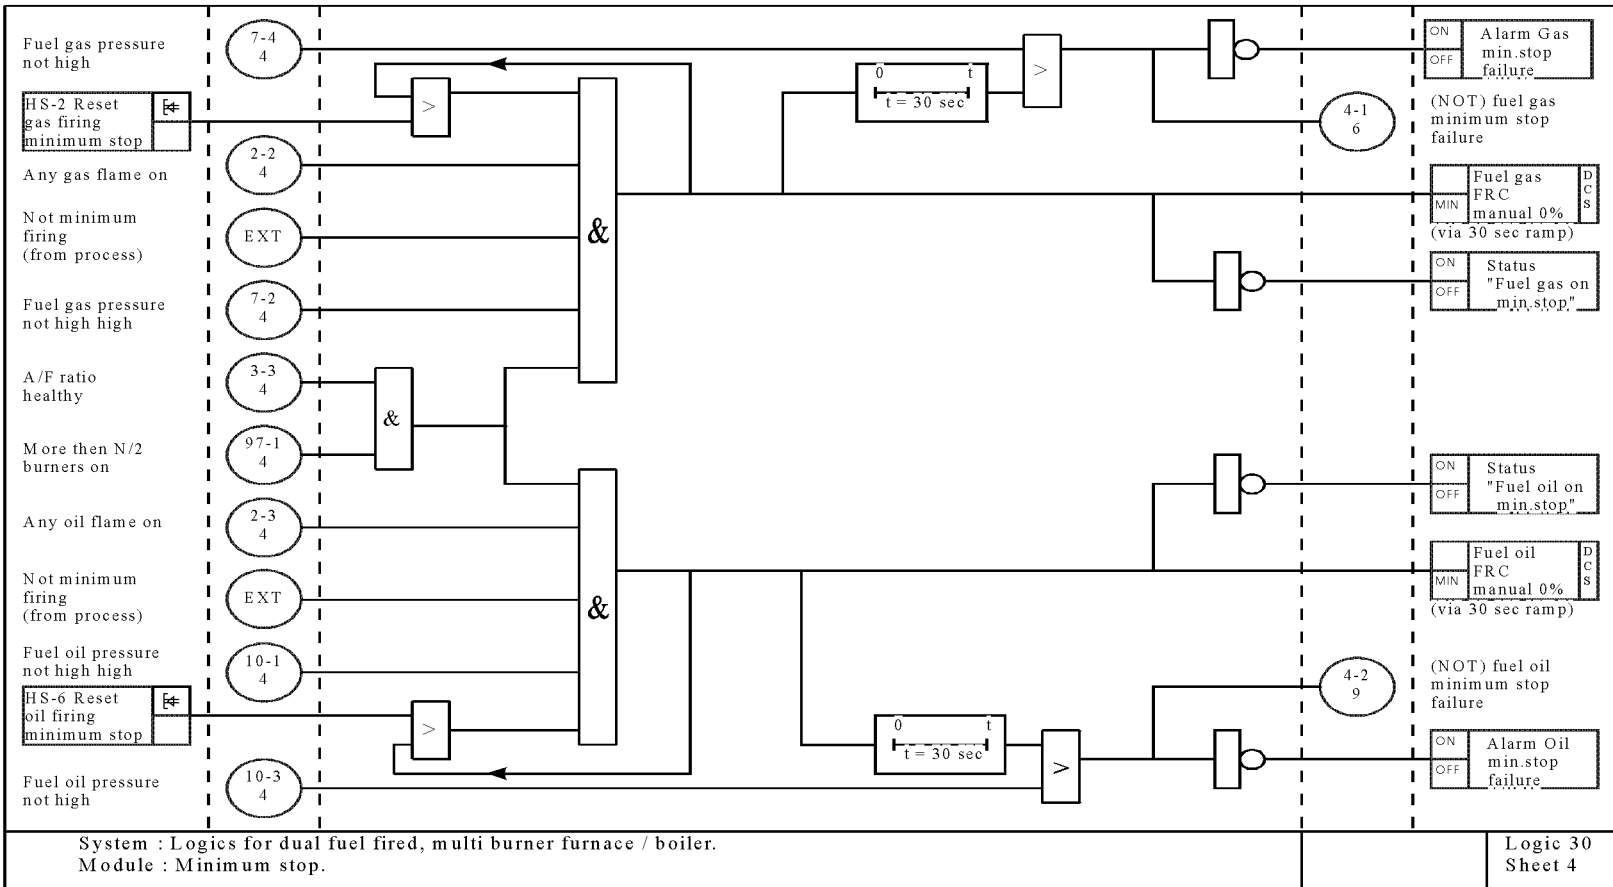 Fuel gas pressure
not high
7-4
4
HS-2 Reset
gas firing
minimum stop
>
2-2
4
Any gas flame on
Not minimum
firing
(from process)
EXT
Fuel gas pressure
not high high
7-2
4
A/F ratio
healthy
3-3
4
&
More then N/2
burners on
97-1
4
&
Any oil flame on
2-3
4
Not minimum
firing
(from process)
EXT
&
Fuel oil pressure
not high high
10-1
4
HS-6 Reset
oil firing
minimum stop
>
Fuel oil pressure
not high
10-3
4
0 t
t = 30 sec
>
ON
OFF
Alarm Gas
min.stop
failure
4-1
6
(NOT) fuel gas
minimum stop
failure
MIN
Fuel gas
FRC
manual 0%
DCS
(via 30 sec ramp)
ON
OFF
Status
"Fuel gas on
min.stop"
ON
OFF
Status
"Fuel oil on
min.stop"
MIN
Fuel oil
FRC
manual 0%
DCS
(via 30 sec ramp)
4-2
9
(NOT) fuel oil
minimum stop
failure
0 t
t = 30 sec
>
ON
OFF
Alarm Oil
min.stop
failure
System : Logics for dual fuel fired, multi burner furnace / boiler.
Module : Minimum stop.
Logic 30
Sheet 4